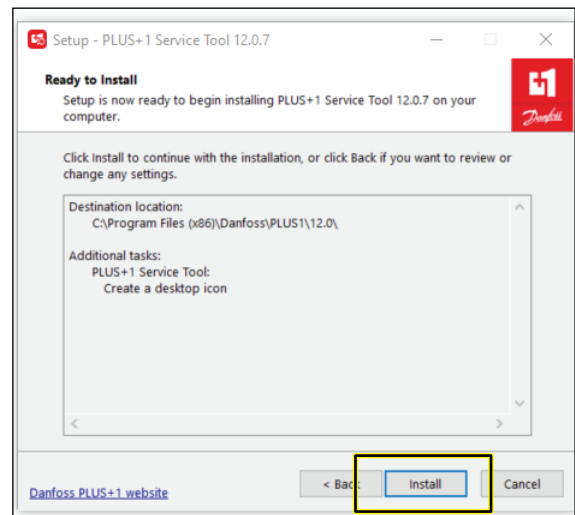 Setup - PLUS+1 Service Tool 12.0.7
Ready to Install
Setup is now ready to begin installing PLUS+1 Service Tool 12.0.7 on your
computer.
Danfoss
Click Install to continue with the installation, or click Back if you want to review or
change any settings.
Destination location:
C:\Program Files (x86)\Danfoss\PLUS1\12.0\
Additional tasks:
PLUS+1 Service Tool:
Create a desktop icon
Danfoss PLUS+1 website
< Back
Install
Cancel